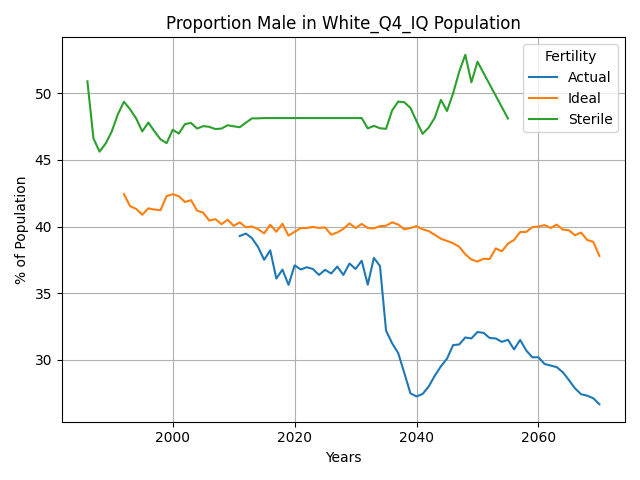 Proportion Male in White_Q4_IQ Population
% of Population
50
45
40
35
30
Fertility
Actual
Ideal
Sterile
2000 2020 2040 2060
Years